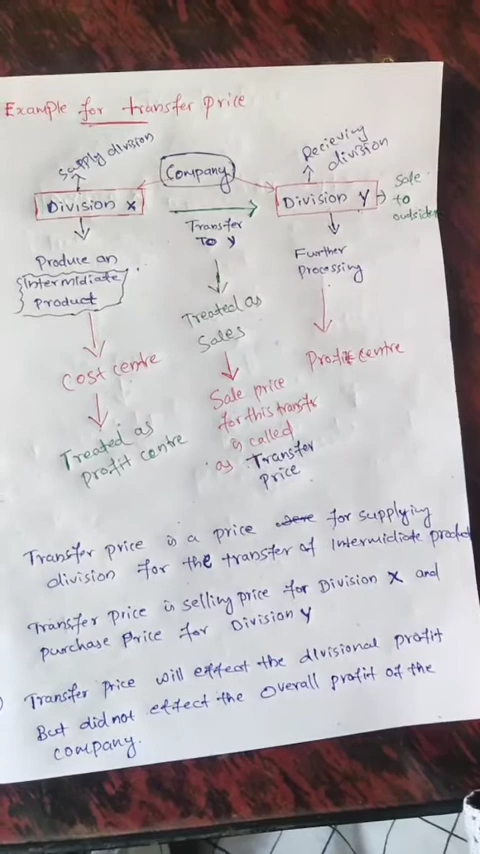 Example for transfer price
Supply division
Company
Recieving
division
Division X
Division Y
Sale
to
outsider
Transfer
To Y
Produce an
Intermidiate
product
Further
Processing
Treated as
Sales
Cost centre
Profit centre
Treated as
profit centre
Sale price
for this transfer
is called
as Transfer
price
Transfer price is a price were for supplying
division for the transfer of Intermidiate product
Transfer price is selling price for Division X and
purchase Price for Division Y
Transfer price will effect the divisional profit
But did not effect the overall profit of the
company.